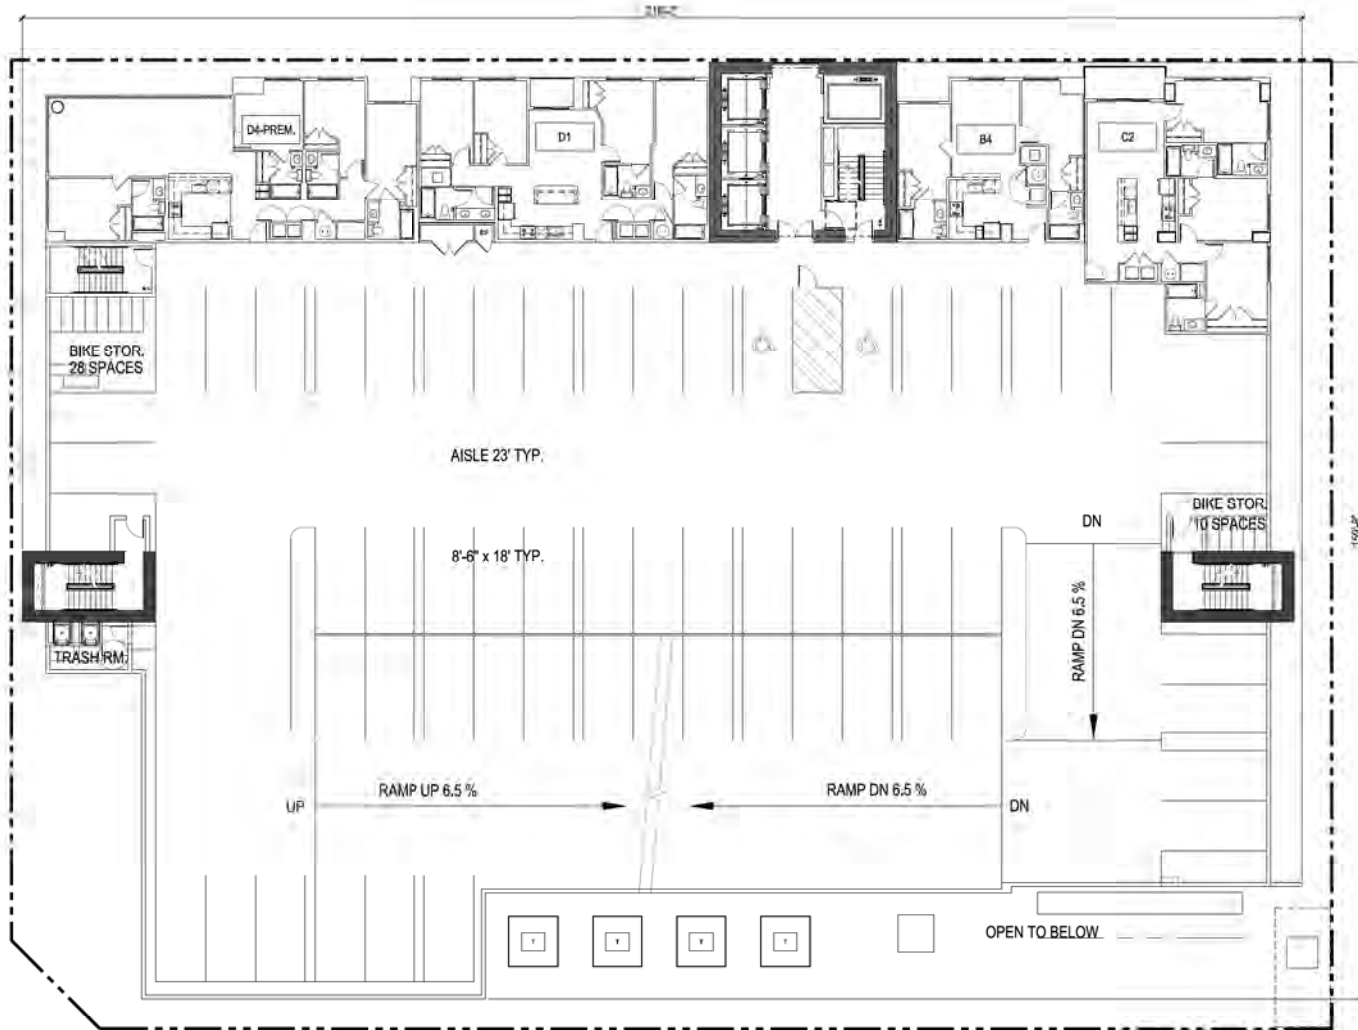 D4-PREM.
D1
B4
C2
BIKE STOR.
28 SPACES
AISLE 23' TYP.
8'-6" x 18' TYP.
DN
BIKE STOR.
10 SPACES
RAMP DN 6.5 %
TRASH RM.
RAMP UP 6.5 %
RAMP DN 6.5 %
UP
DN
T
T
T
T
OPEN TO BELOW